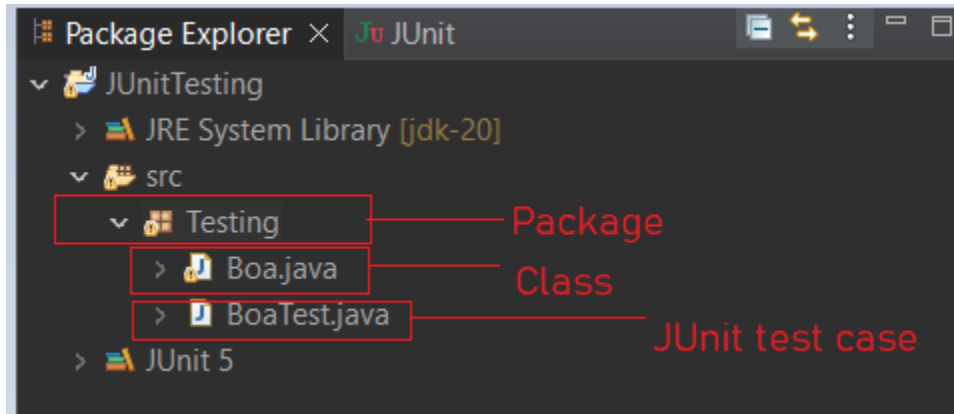 Package Explorer × JU JUnit
JUnitTesting
JRE System Library [jdk-20]
src
Testing
Package
Boa.java
Class
BoaTest.java
JUnit test case
JUnit 5